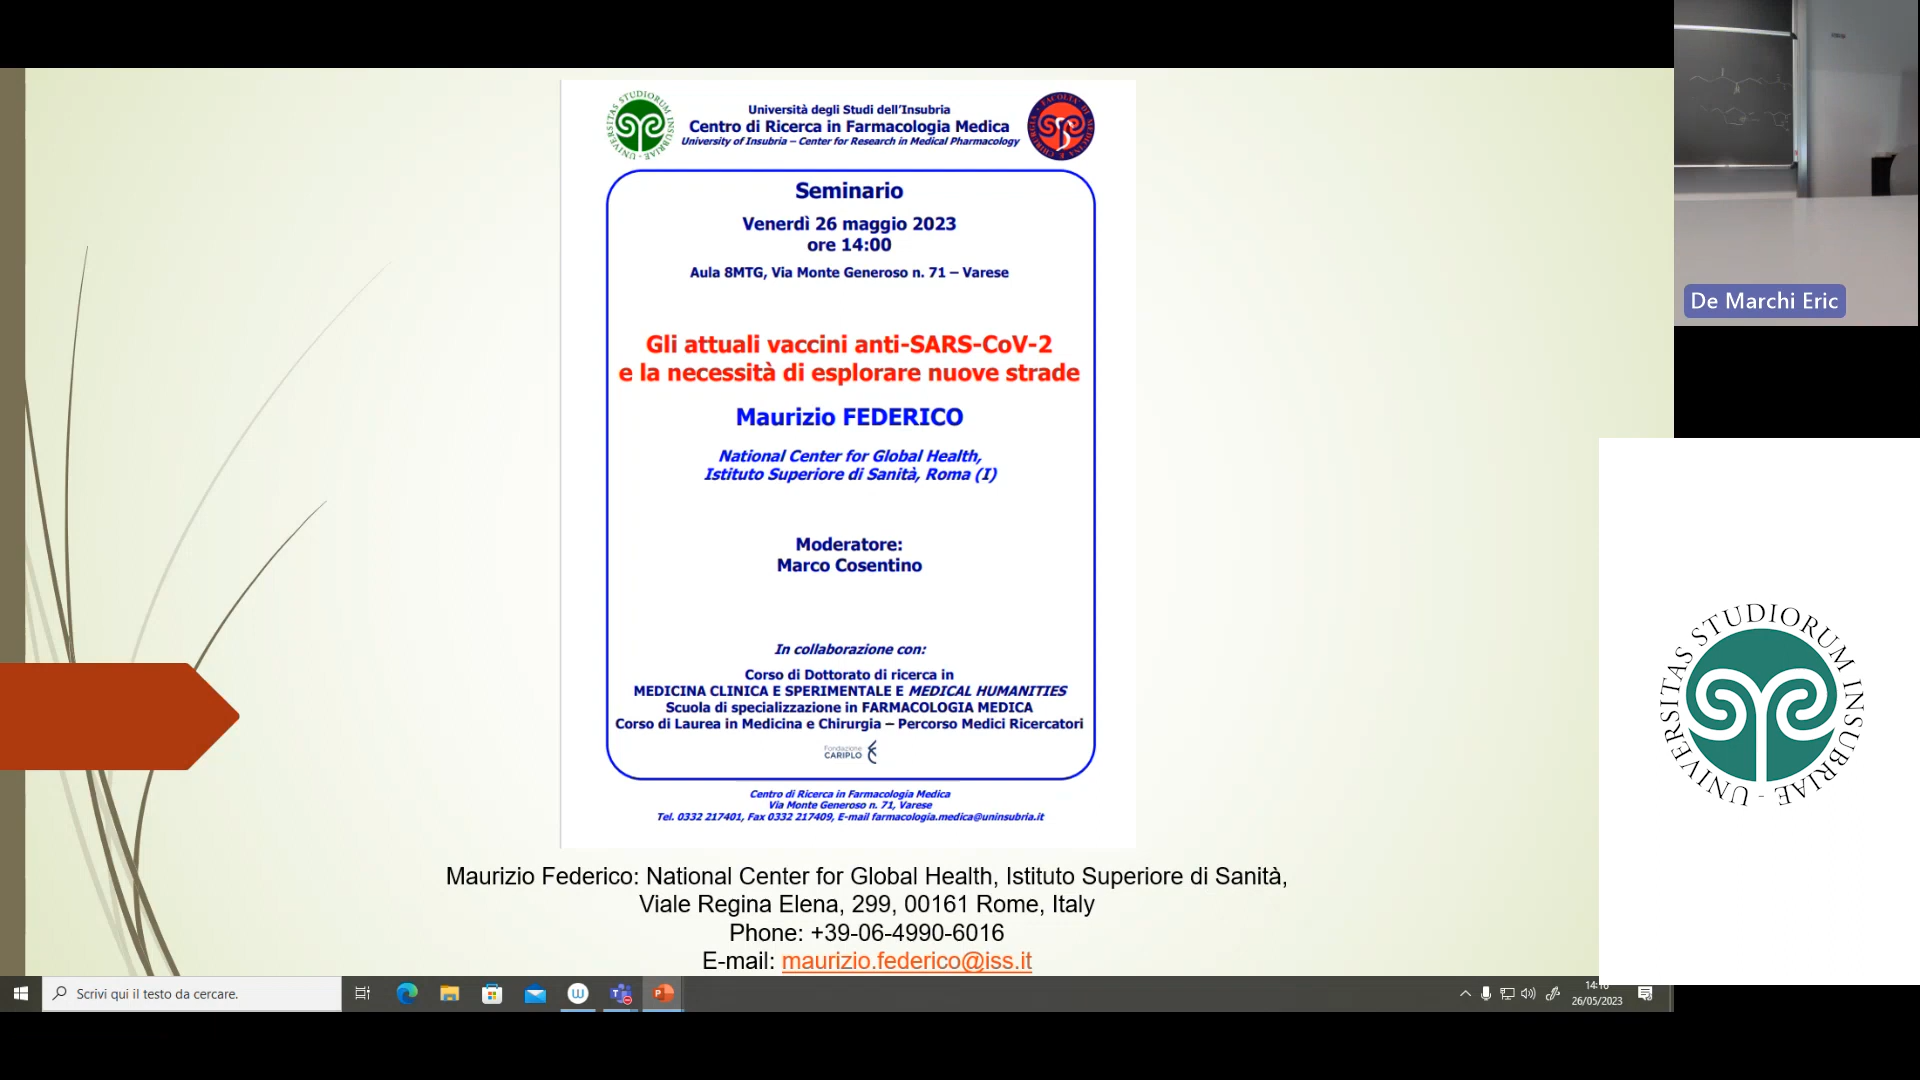 UNIVERSITAS STUDIORUM INSUBRIAE
Università degli Studi dell'Insubria
Centro di Ricerca in Farmacologia Medica
University of Insubria – Center for Research in Medical Pharmacology
Seminario
Venerdì 26 maggio 2023
ore 14:00
Aula 8MTG, Via Monte Generoso n. 71 – Varese
Gli attuali vaccini anti-SARS-CoV-2
e la necessità di esplorare nuove strade
Maurizio FEDERICO
National Center for Global Health,
Istituto Superiore di Sanità, Roma (I)
Moderatore:
Marco Cosentino
In collaborazione con:
Corso di Dottorato di ricerca in
MEDICINA CLINICA E SPERIMENTALE E MEDICAL HUMANITIES
Scuola di specializzazione in FARMACOLOGIA MEDICA
Corso di Laurea in Medicina e Chirurgia – Percorso Medici Ricercatori
Fondazione
CARIPLO
Centro di Ricerca in Farmacologia Medica
Via Monte Generoso n. 71, Varese
Tel. 0332 217401, Fax 0332 217409, E-mail farmacologia.medica@uninsubria.it
Maurizio Federico: National Center for Global Health, Istituto Superiore di Sanità,
Viale Regina Elena, 299, 00161 Rome, Italy
Phone: +39-06-4990-6016
E-mail: maurizio.federico@iss.it
De Marchi Eric
UNIVERSITAS STUDIORUM INSUBRIAE
Scrivi qui il testo da cercare.
26/05/2023